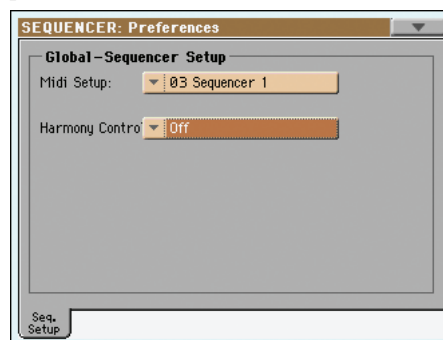 SEQUENCER: Preferences
Global-Sequencer Setup
Midi Setup: 03 Sequencer 1
Harmony Contro Off
Seq.
Setup